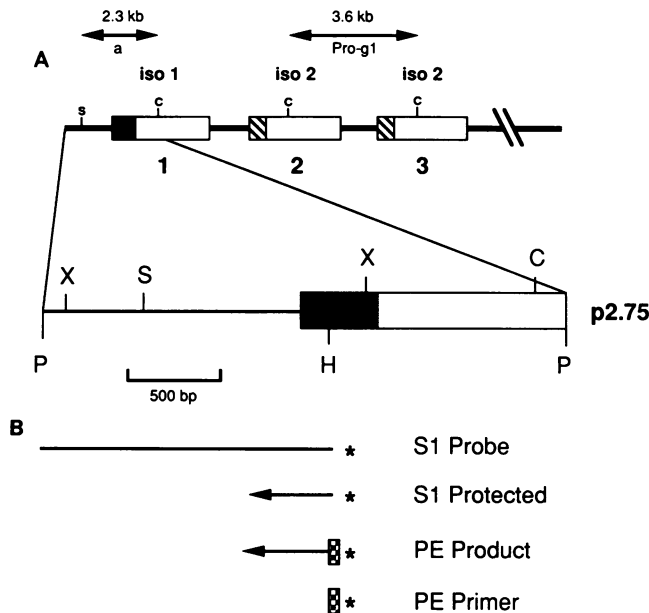 2.3 kb
3.6 kb
a
Pro-g1
A
iso 1
iso 2
iso 2
s
c
c
c
1
2
3
X
S
X
C
p2.75
P
H
P
500 bp
B
* S1 Probe
* S1 Protected
* PE Product
* PE Primer